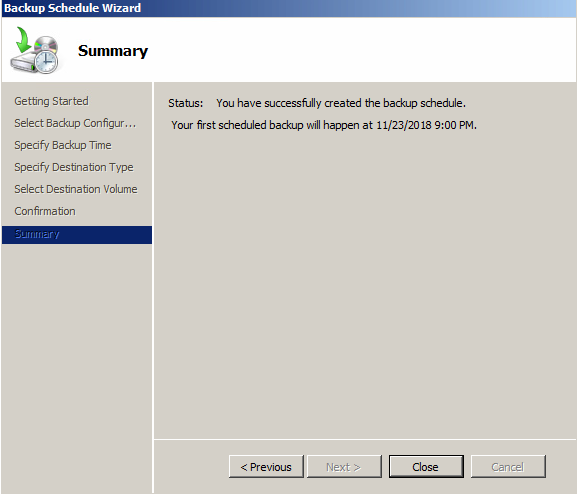 Backup Schedule Wizard
Summary
Getting Started
Select Backup Configur...
Specify Backup Time
Specify Destination Type
Select Destination Volume
Confirmation
Summary
Status: You have successfully created the backup schedule.
Your first scheduled backup will happen at 11/23/2018 9:00 PM.
< Previous Next > Close Cancel